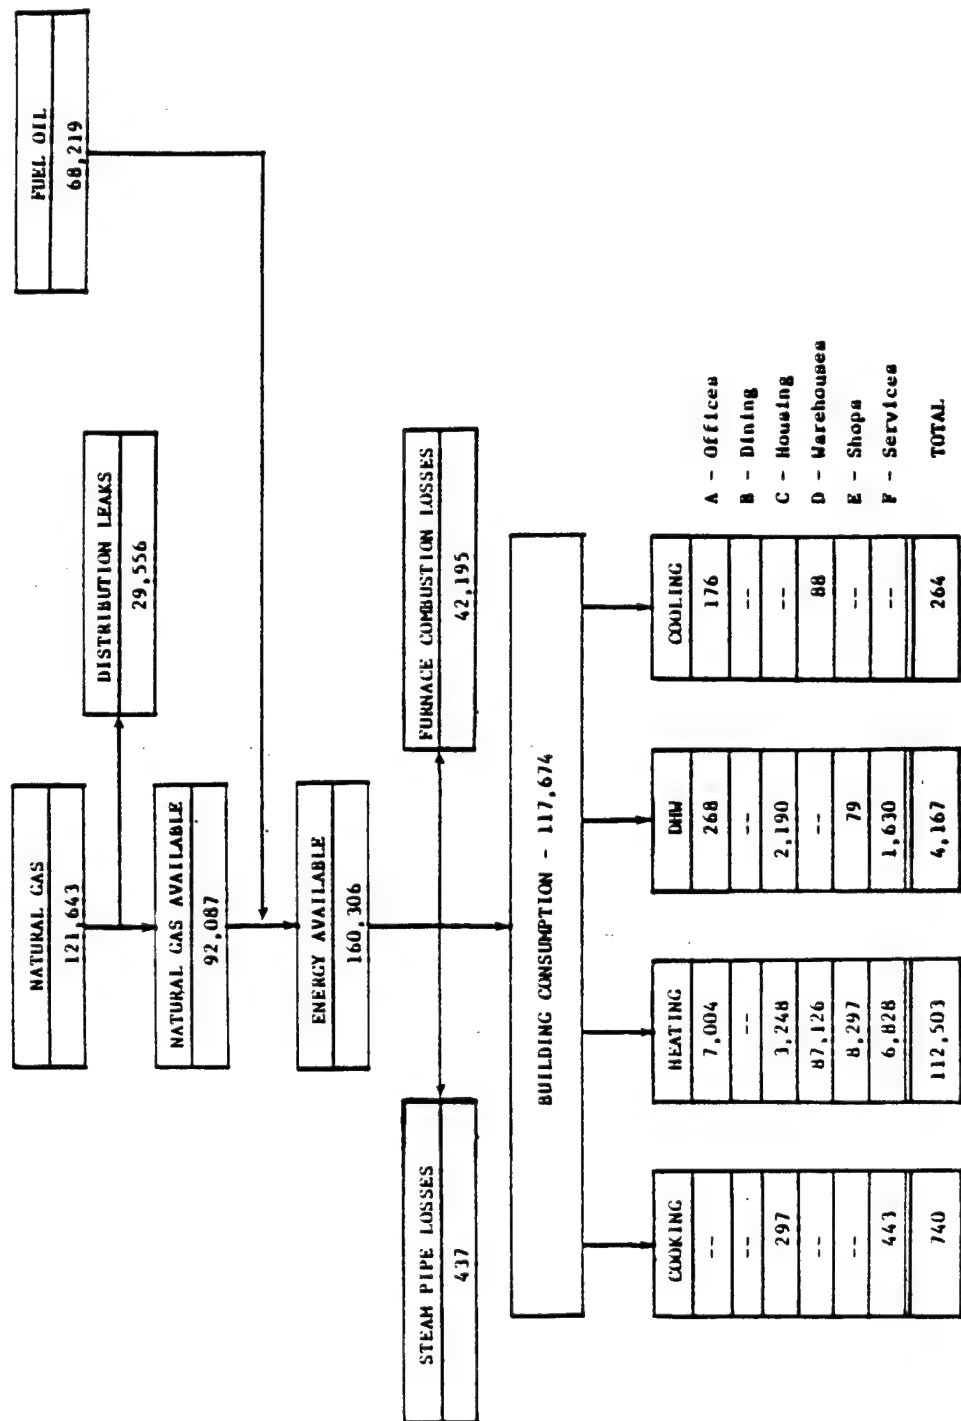 NATURAL GAS
121,643
FUEL OIL
68,219
DISTRIBUTION LEAKS
29,556
NATURAL GAS AVAILABLE
92,087
ENERGY AVAILABLE
160,306
STEAM PIPE LOSSES
437
FURNACE COMBUSTION LOSSES
42,195
BUILDING CONSUMPTION - 117,674
COOKING HEATING DHW COOLING
-- 7,004 268 176 A - Offices
-- -- -- -- B - Dining
297 3,248 2,190 -- C - Housing
-- 87,126 -- 88 D - Warehouses
-- 8,297 79 -- E - Shops
443 6,828 1,630 -- F - Services
740 112,503 4,167 264 TOTAL